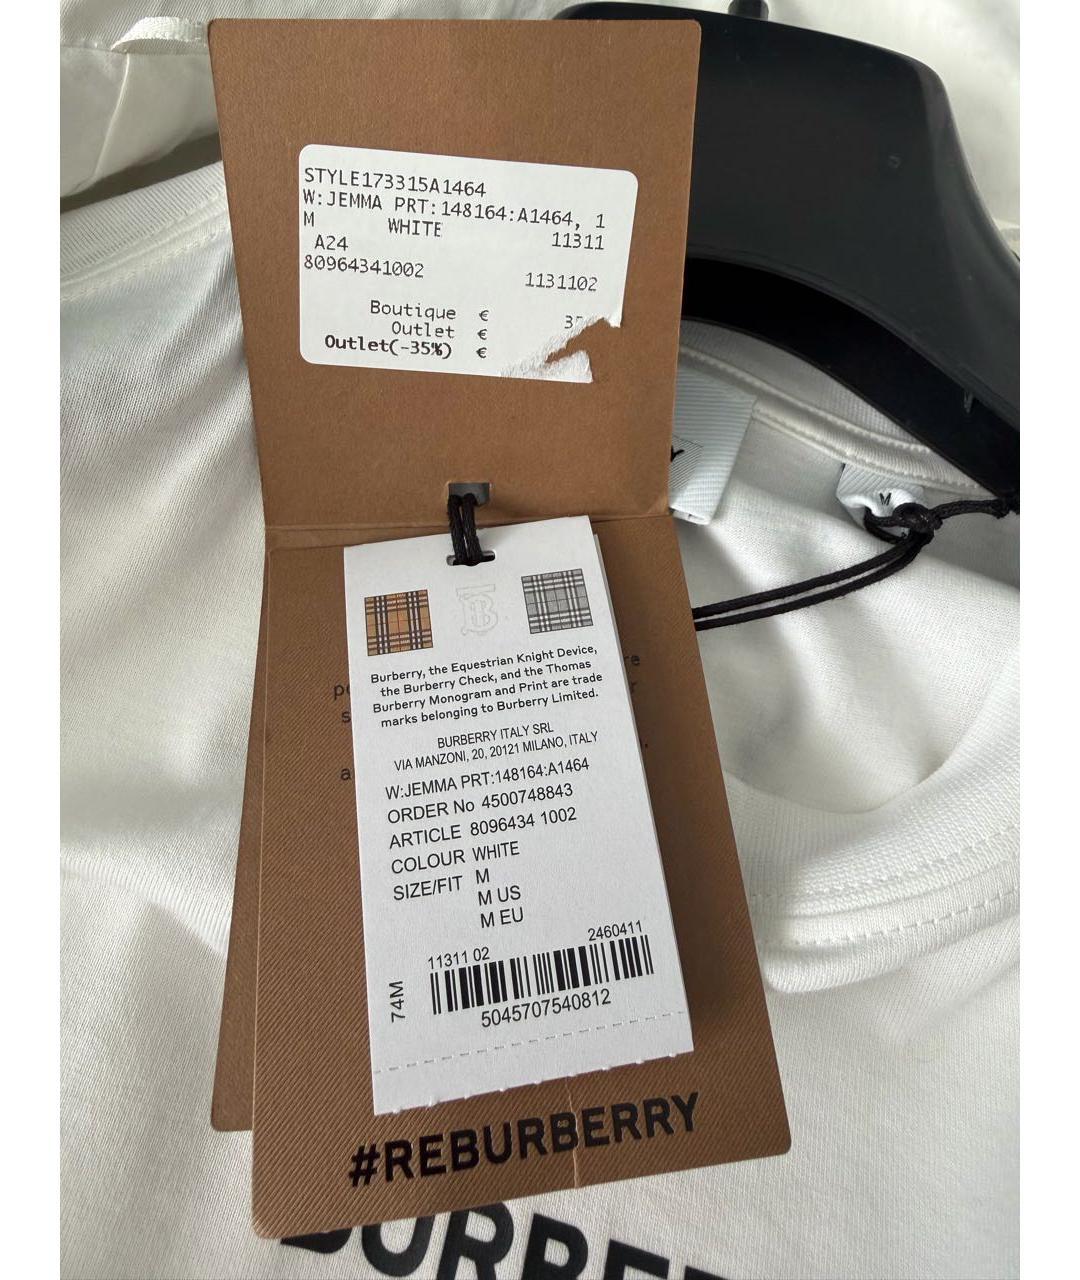 STYLE173315A1464
W:JEMMA PRT:148164:A1464, 1
M WHITE 11311
A24
80964341002 1131102
Boutique € 35
Outlet €
Outlet(-35%) €
M
Burberry, the Equestrian Knight Device,
the Burberry Check, and the Thomas
Burberry Monogram and Print are trade
marks belonging to Burberry Limited.
BURBERRY ITALY SRL
VIA MANZONI, 20, 20121 MILANO, ITALY
W:JEMMA PRT:148164:A1464
ORDER No 4500748843
ARTICLE 8096434 1002
COLOUR WHITE
SIZE/FIT M
M US
M EU
11311 02 2460411
74M
5045707540812
#REBURBERRY